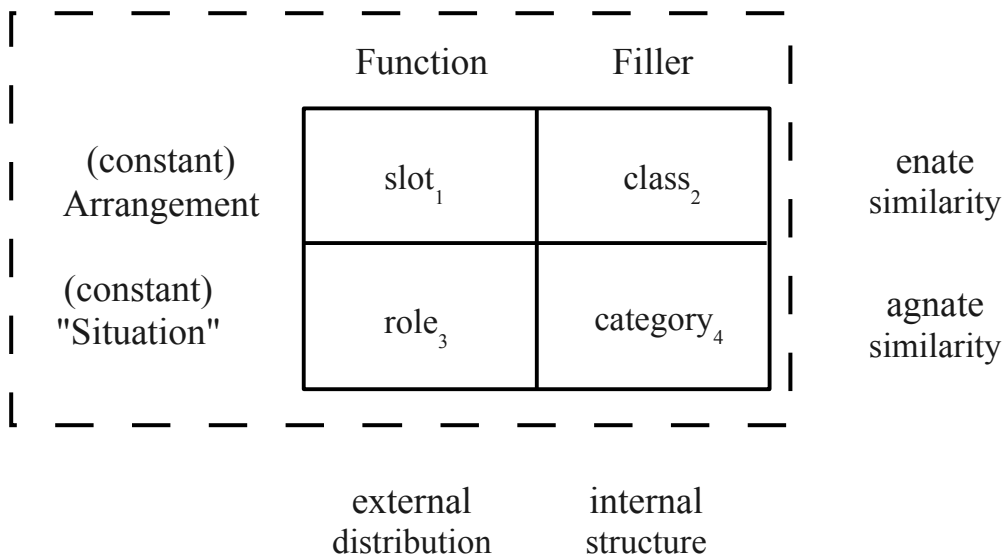 Function Filler
(constant)
Arrangement
slot₁ class₂
enate
similarity
(constant)
"Situation"
role₃ category₄
agnate
similarity
external
distribution
internal
structure